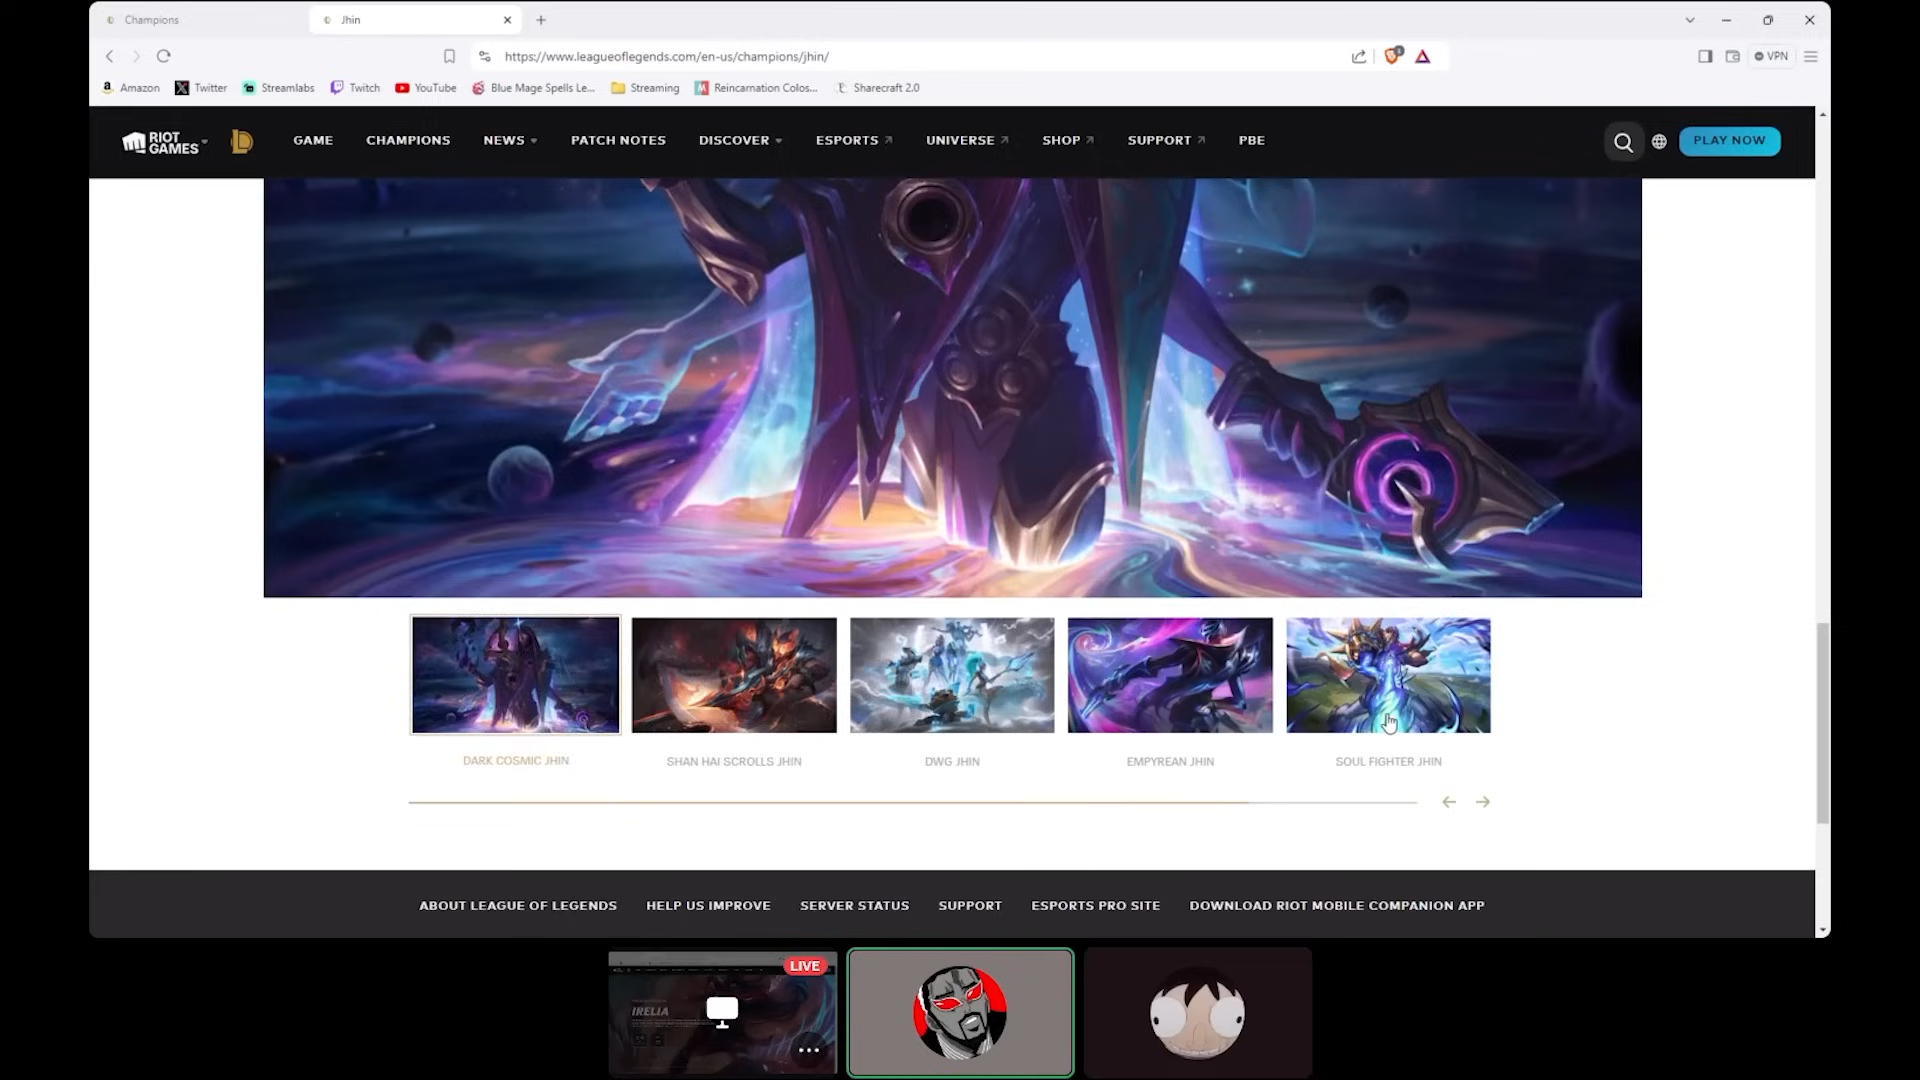 Champions
Jhin
https://www.leagueoflegends.com/en-us/champions/jhin/
VPN
Amazon
Twitter
Streamlabs
Twitch
YouTube
Blue Mage Spells Le...
Streaming
Reincarnation Colos...
Sharecraft 2.0
RIOT GAMES
GAME
CHAMPIONS
NEWS
PATCH NOTES
DISCOVER
ESPORTS
UNIVERSE
SHOP
SUPPORT
PBE
PLAY NOW
DARK COSMIC JHIN
SHAN HAI SCROLLS JHIN
DWG JHIN
EMPYREAN JHIN
SOUL FIGHTER JHIN
ABOUT LEAGUE OF LEGENDS
HELP US IMPROVE
SERVER STATUS
SUPPORT
ESPORTS PRO SITE
DOWNLOAD RIOT MOBILE COMPANION APP
LIVE
IRELIA